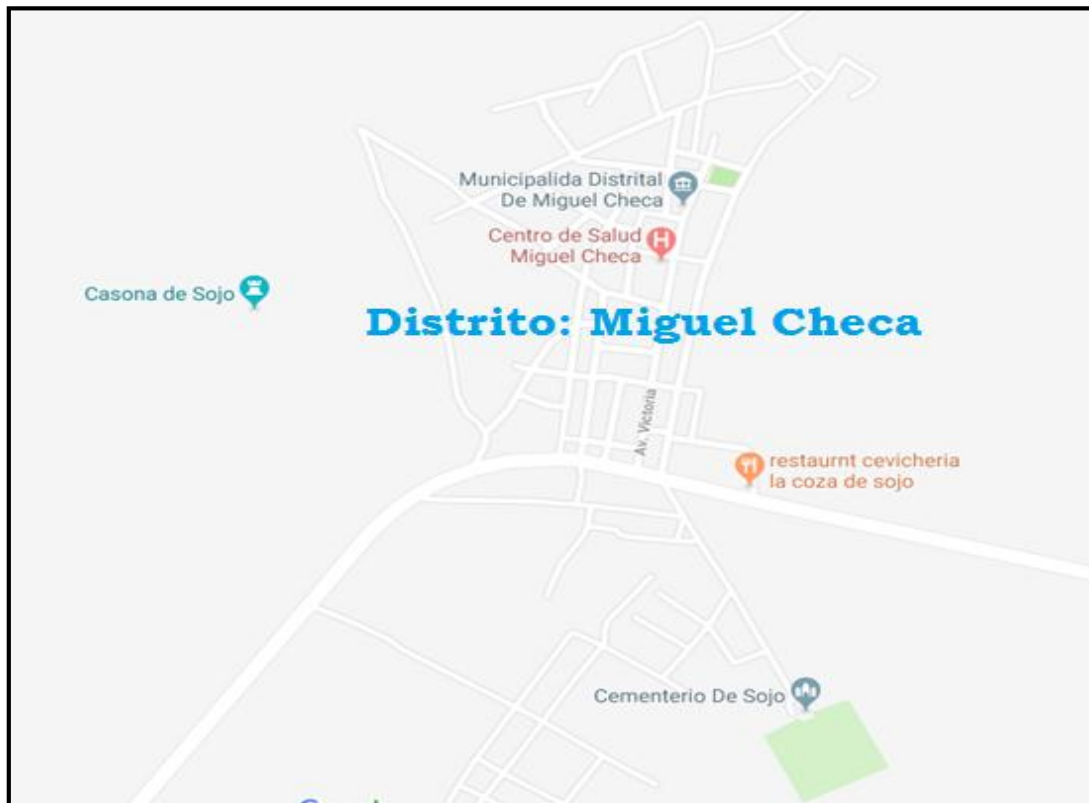 Municipalida Distrital
De Miguel Checa
Centro de Salud
Miguel Checa
Casona de Sojo
Distrito: Miguel Checa
Av. Victoria
restaurnt cevicheria
la coza de sojo
Cementerio De Sojo